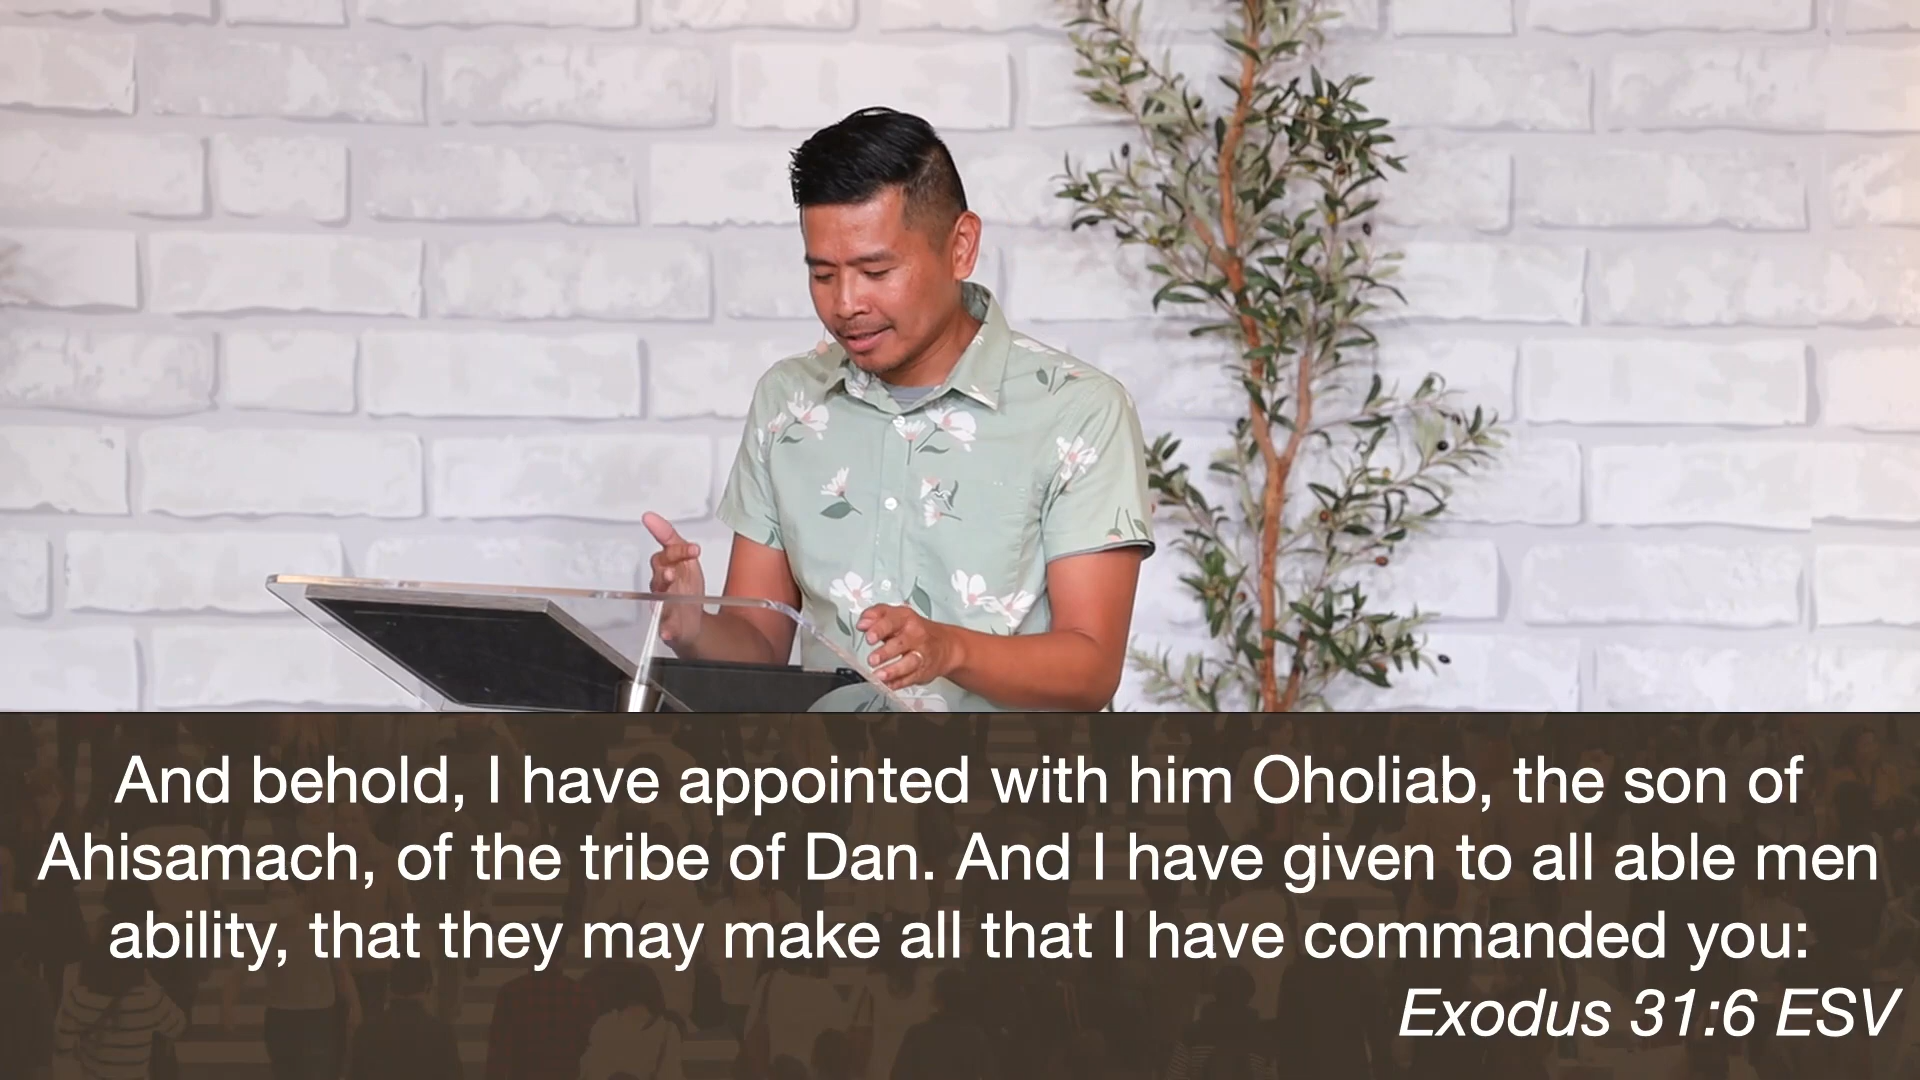 And behold, I have appointed with him Oholiab, the son of
Ahisamach, of the tribe of Dan. And I have given to all able men
ability, that they may make all that I have commanded you:
Exodus 31:6 ESV